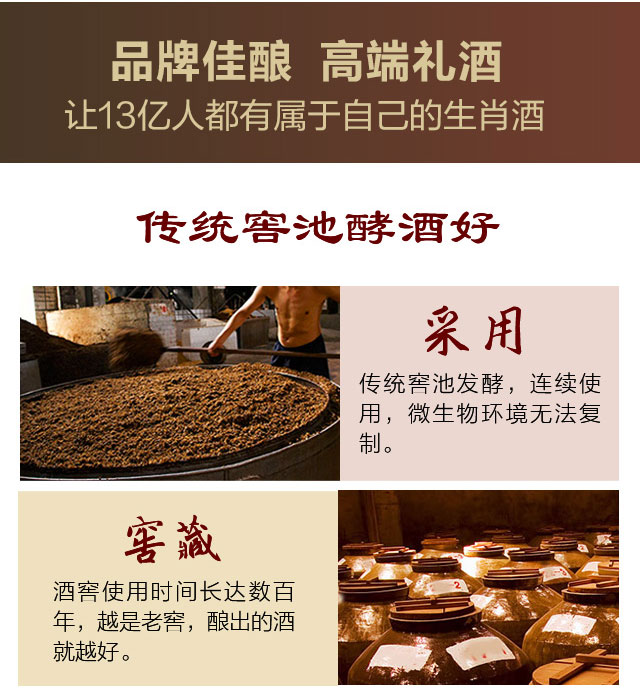 品牌佳酿 高端礼酒
让13亿人都有属于自己的生肖酒
传统窖池酵酒好
采用
传统窖池发酵，连续使
用，微生物环境无法复
制。
窖藏
酒窖使用时间长达数百
年，越是老窖，酿出的酒
就越好。
2